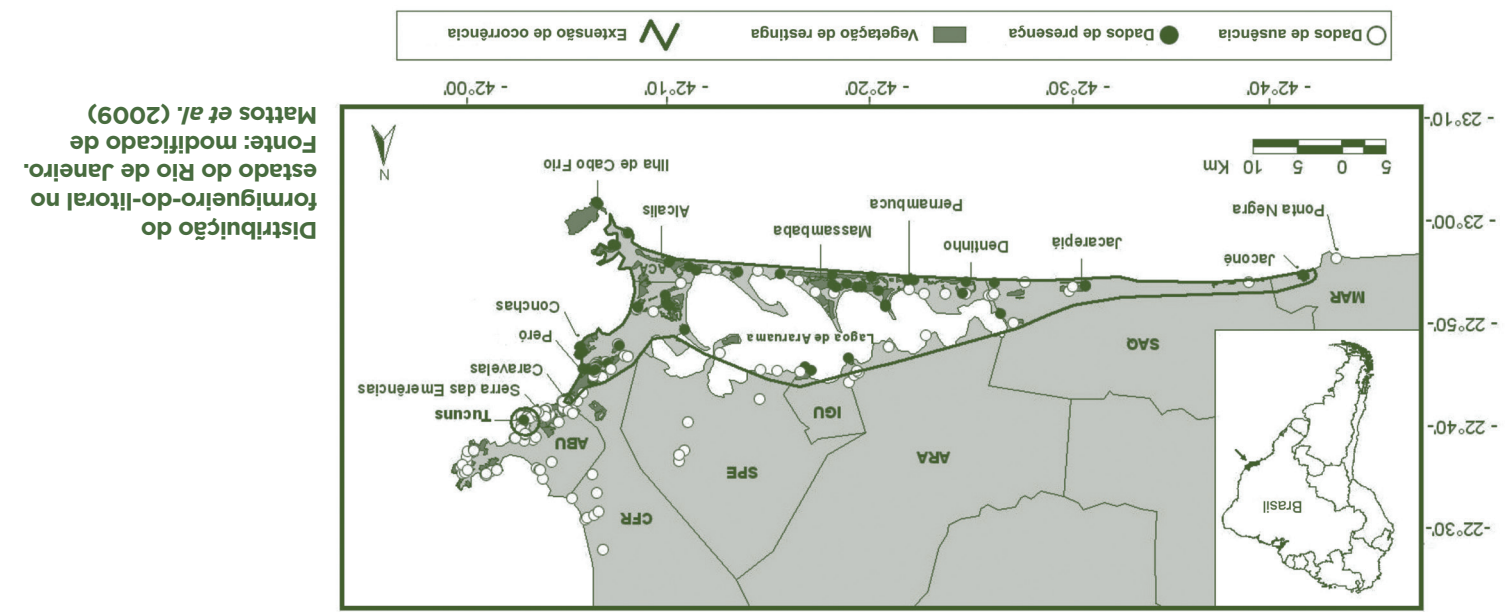 Brasil
- 22°30'-
- 22°40'-
- 22°50'-
- 23°00'-
- 23°10'-
CFR
SPE
ARA
ABU
IGU
SAQ
MAR
ACA
Tucuns
Serra das Emerências
Caravelas
Peró
Conchas
Lagoa de Araruama
Jaconé
Jacarepiá
Dentinho
Massambaba
Alcalis
Ponta Negra
Pernambuca
Ilha de Cabo Frio
5 0 5 10 Km
N
- 42°40'
- 42°30'
- 42°20'
- 42°10'
- 42°00'
Dados de ausência
Dados de presença
Vegetação de restinga
Extensão de ocorrência
Distribuição do
formigueiro-do-litoral no
estado do Rio de Janeiro.
Fonte: modificado de
Mattos et al. (2009)